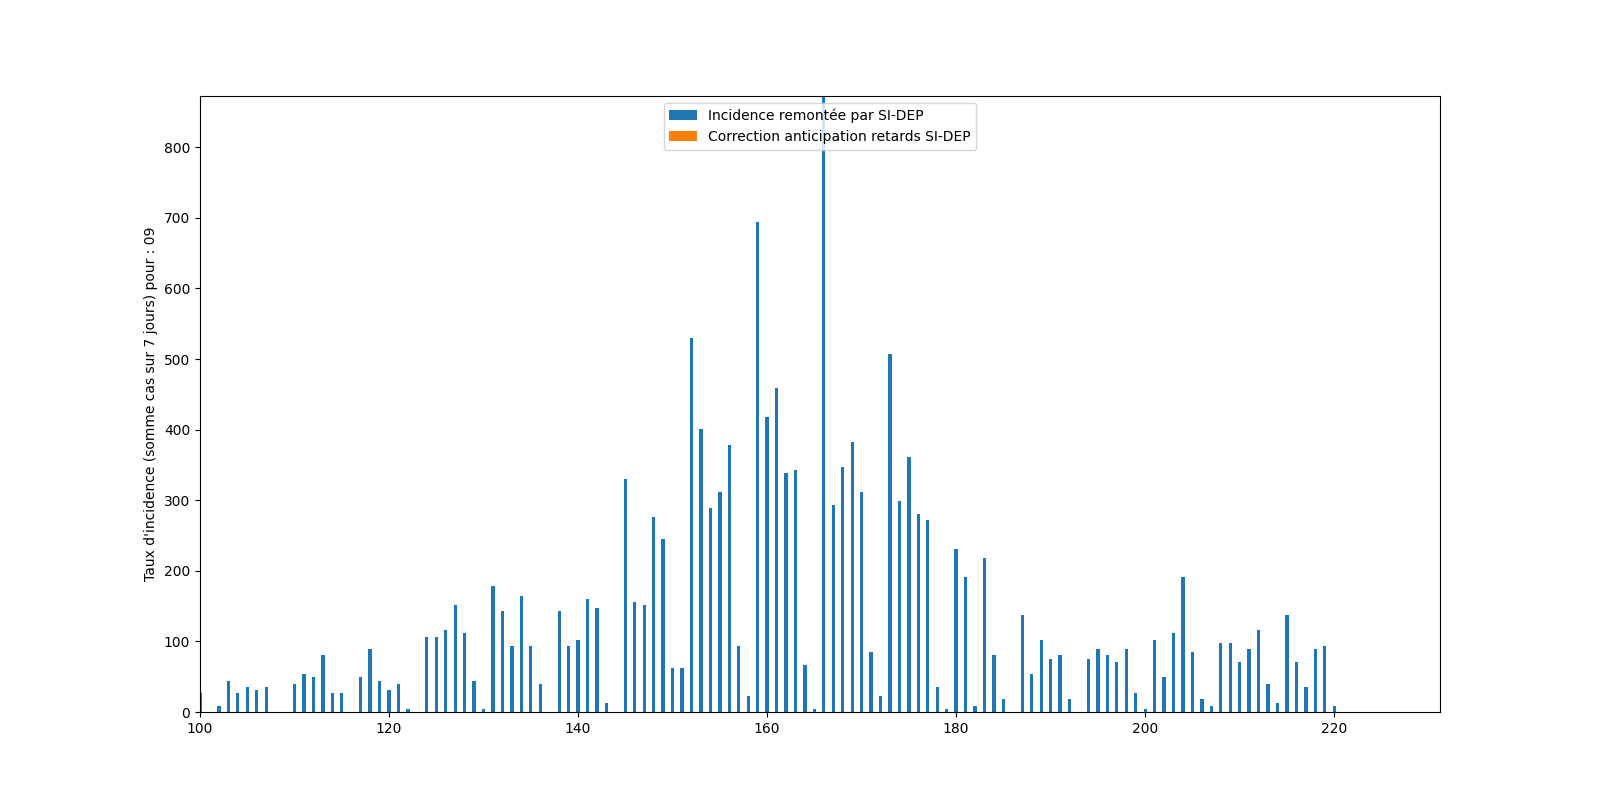 Incidence remontée par SI-DEP
Correction anticipation retards SI-DEP
Taux d'incidence (somme cas sur 7 jours) pour : 09
800
700
600
500
400
300
200
100
0
100 120 140 160 180 200 220